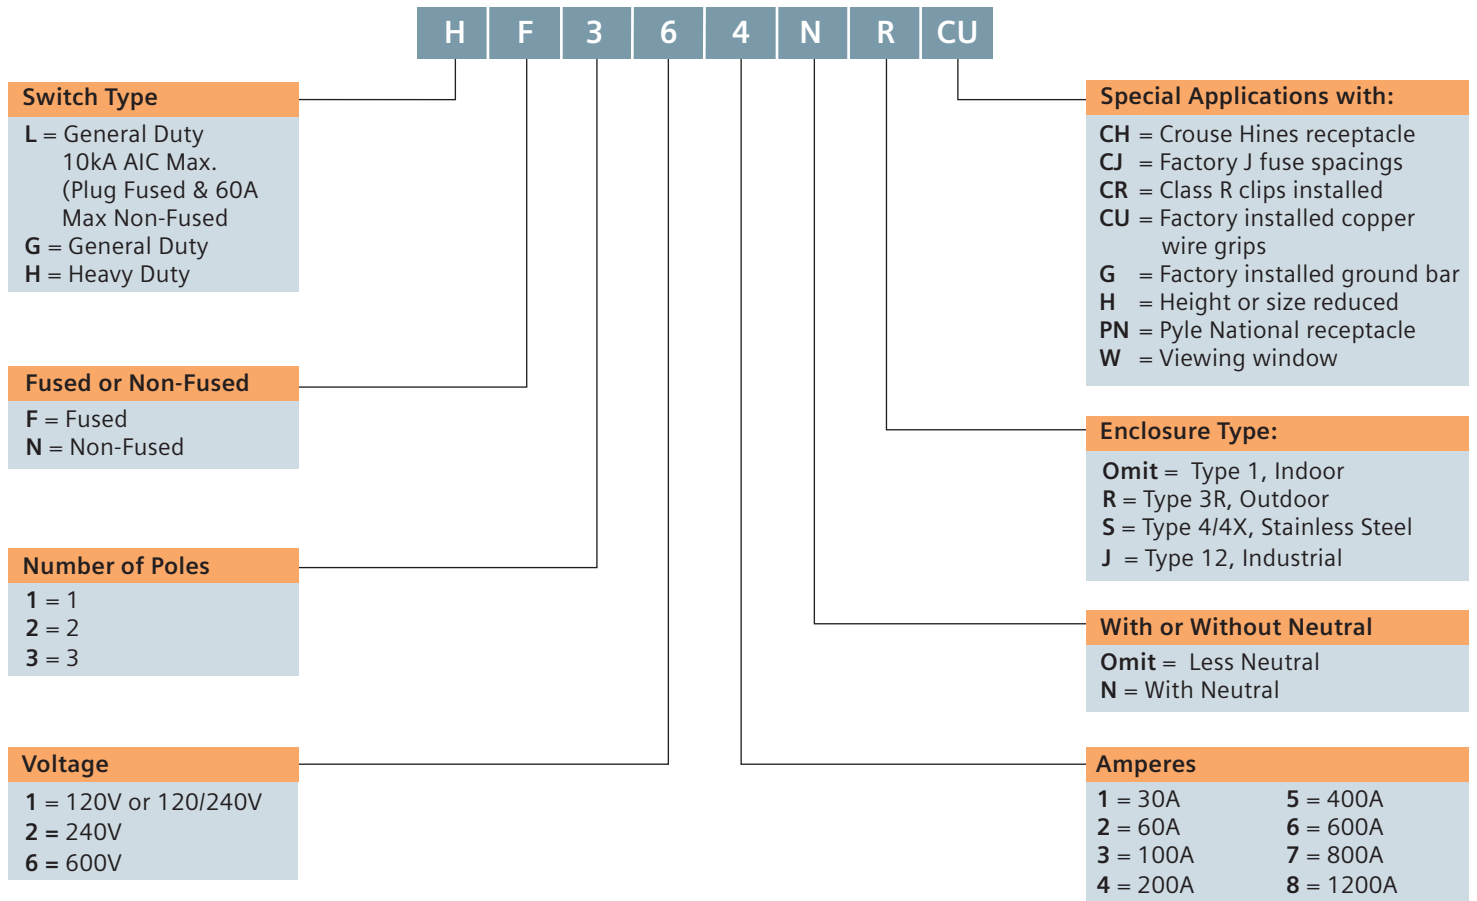 H F 3 6 4 N R CU
Switch Type
L = General Duty
10kA AIC Max.
(Plug Fused & 60A
Max Non-Fused
G = General Duty
H = Heavy Duty
Fused or Non-Fused
F = Fused
N = Non-Fused
Number of Poles
1 = 1
2 = 2
3 = 3
Voltage
1 = 120V or 120/240V
2 = 240V
6 = 600V
Special Applications with:
CH = Crouse Hines receptacle
CJ = Factory J fuse spacings
CR = Class R clips installed
CU = Factory installed copper
wire grips
G = Factory installed ground bar
H = Height or size reduced
PN = Pyle National receptacle
W = Viewing window
Enclosure Type:
Omit = Type 1, Indoor
R = Type 3R, Outdoor
S = Type 4/4X, Stainless Steel
J = Type 12, Industrial
With or Without Neutral
Omit = Less Neutral
N = With Neutral
Amperes
1 = 30A 5 = 400A
2 = 60A 6 = 600A
3 = 100A 7 = 800A
4 = 200A 8 = 1200A